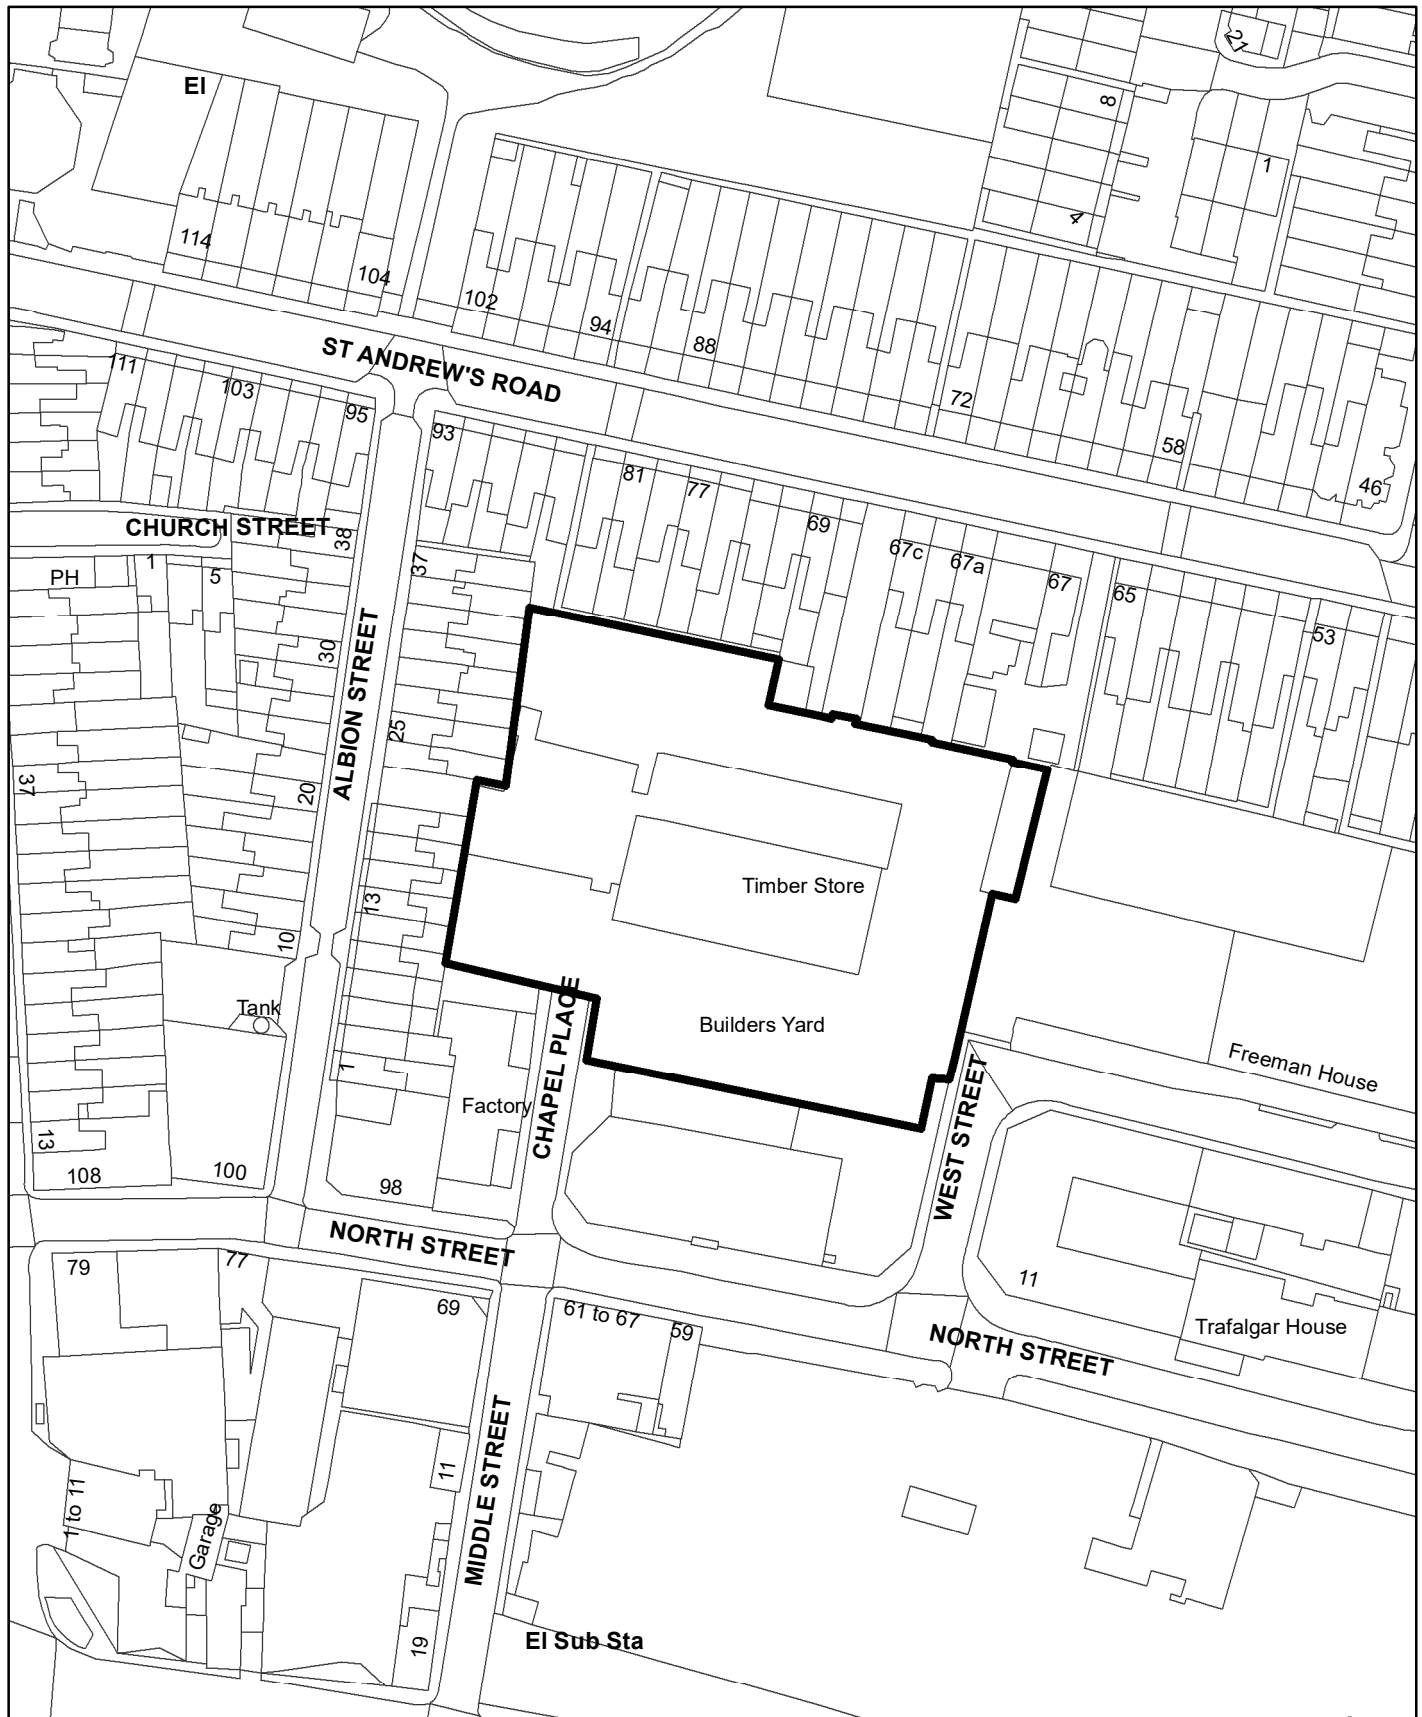 21
El
8
1
4
114
104
102
94
88
ST ANDREW'S ROAD
72
58
46
111
103
95
93
81
77
69
67c
67a
67
65
53
CHURCH STREET
38
37
PH
1
5
30
ALBION STREET
25
37
20
13
10
Timber Store
Builders Yard
Tank
1
CHAPEL PLACE
Factory
WEST STREET
Freeman House
13
108
100
98
NORTH STREET
79
77
69
61 to 67
59
11
Trafalgar House
NORTH STREET
MIDDLE STREET
11
1 to 11
Garage
19
El Sub Sta